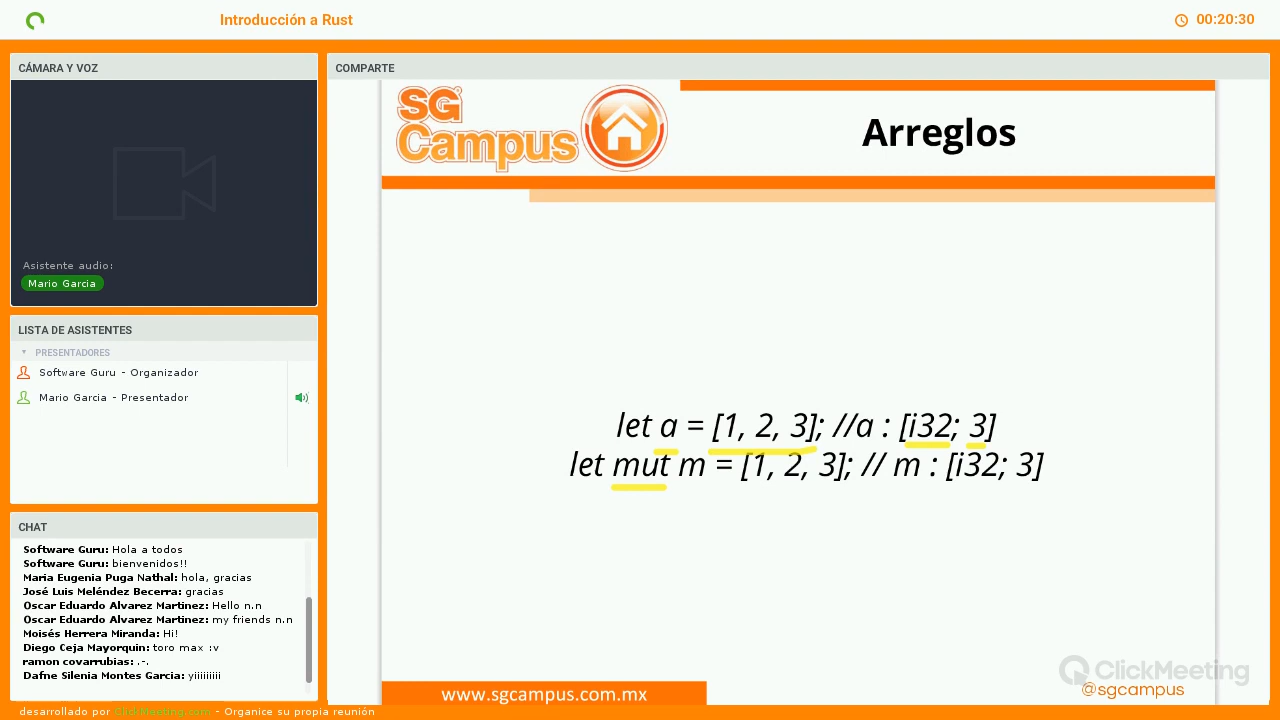 Introducción a Rust
00:20:30
CÁMARA Y VOZ
Asistente audio:
Mario Garcia
LISTA DE ASISTENTES
PRESENTADORES
Software Guru - Organizador
Mario Garcia - Presentador
CHAT
Software Guru: Hola a todos
Software Guru: bienvenidos!!
Maria Eugenia Puga Nathal: hola, gracias
José Luis Meléndez Becerra: gracias
Oscar Eduardo Alvarez Martinez: Hello n.n
Oscar Eduardo Alvarez Martinez: my friends n.n
Moisés Herrera Miranda: Hi!
Diego Ceja Mayorquin: toro max :v
ramon covarrubias: .-.
Dafne Silenia Montes Garcia: yiiiiiiiii
desarrollado por ClickMeeting.com - Organice su propia reunión
COMPARTE
SG
Campus
Arreglos
let a = [1, 2, 3]; //a : [i32; 3]
let mut m = [1, 2, 3]; // m : [i32; 3]
www.sgcampus.com.mx
ClickMeeting
@sgcampus